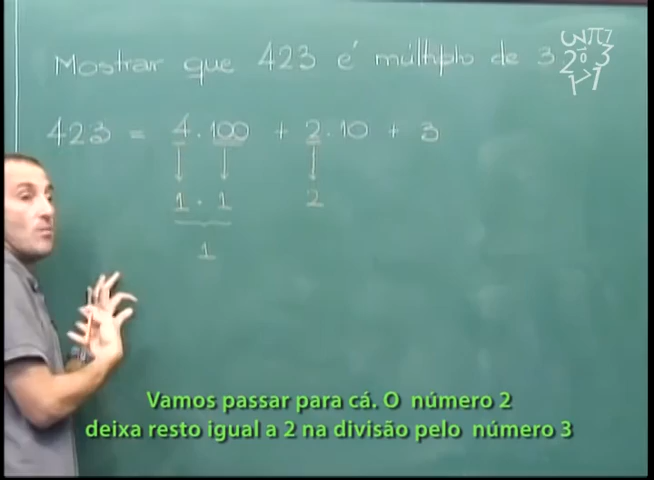 Mostrar que 423 é múltiplo de 3
423 = 4.100 + 2.10 + 3
1 . 1 2
1
Vamos passar para cá. O número 2
deixa resto igual a 2 na divisão pelo número 3